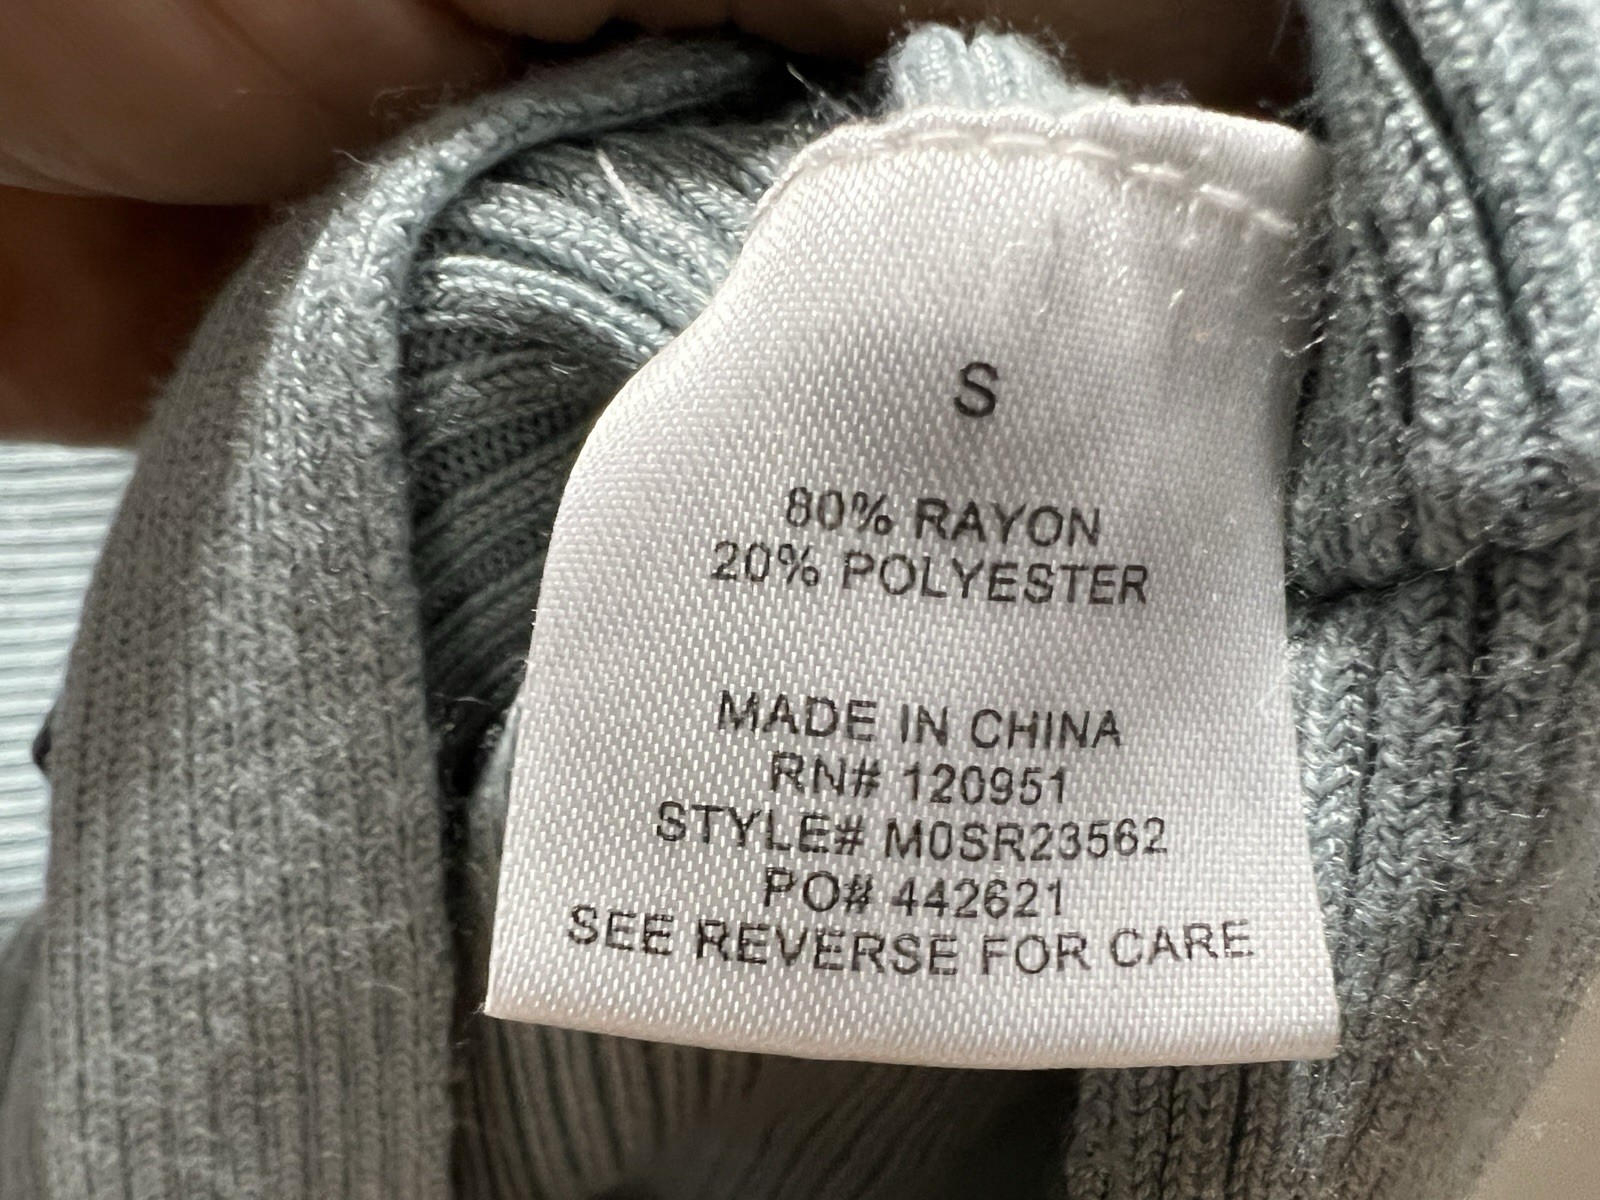 S
80% RAYON
20% POLYESTER
MADE IN CHINA
RN# 120951
STYLE# M0SR23562
PO# 442621
SEE REVERSE FOR CARE